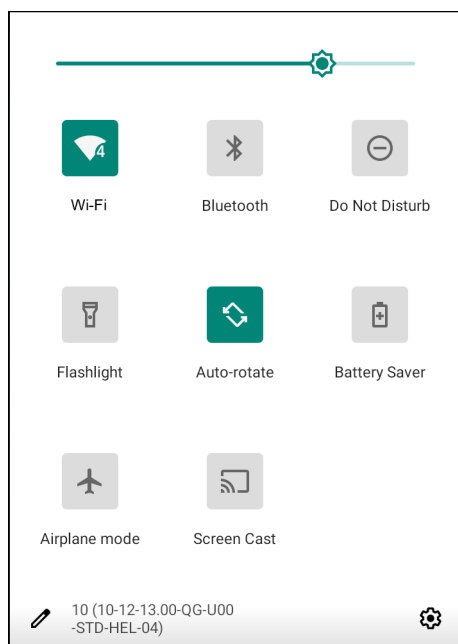 4
Wi-Fi
Bluetooth
Do Not Disturb
Flashlight
Auto-rotate
Battery Saver
Airplane mode
Screen Cast
10 (10-12-13.00-QG-U00
-STD-HEL-04)